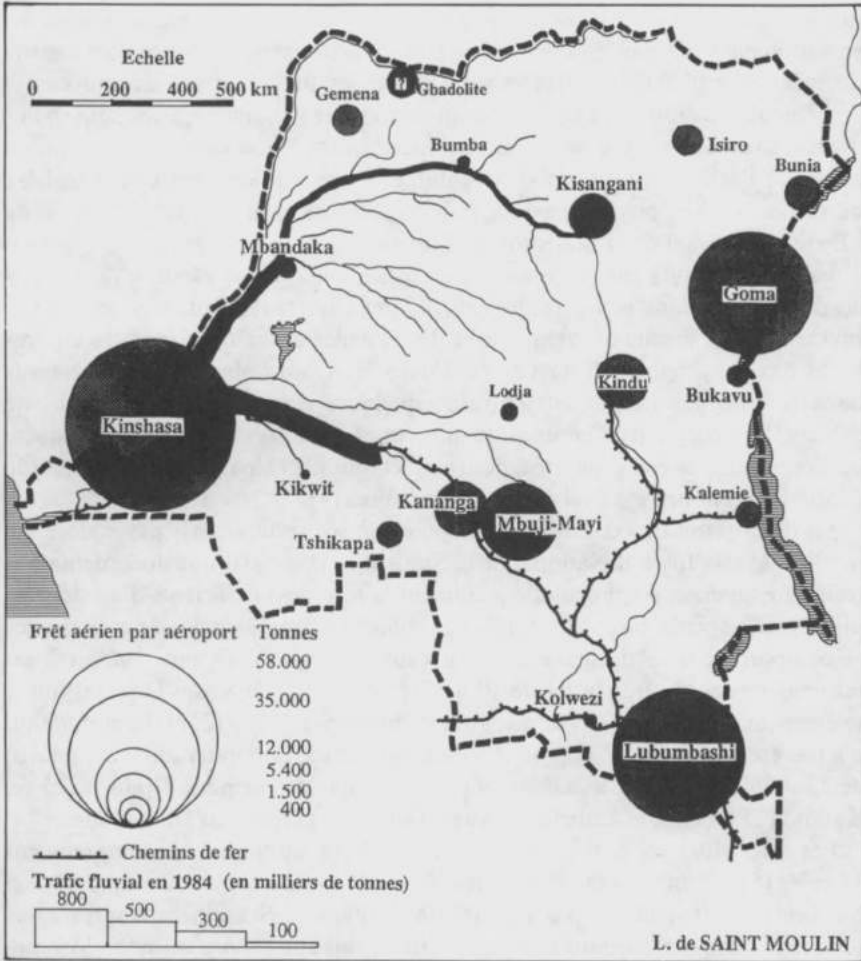 Echelle
0 250 500 km
Gemena
?
Gbadolite
Bumba
Isiro
Bunia
Kisangani
Mbandaka
Goma
Kinshasa
Lodja
Kindu
Bukavu
Kikwit
Kananga
Mbuji-Mayi
Kalemie
Tshikapa
Frêt aérien par aéroport Tonnes
58.000
35.000
12.000
5.400
1.500
400
Kolwezi
Lubumbashi
Chemins de fer
Trafic fluvial en 1984 (en milliers de tonnes)
800
500
300
100
L. de SAINT MOULIN